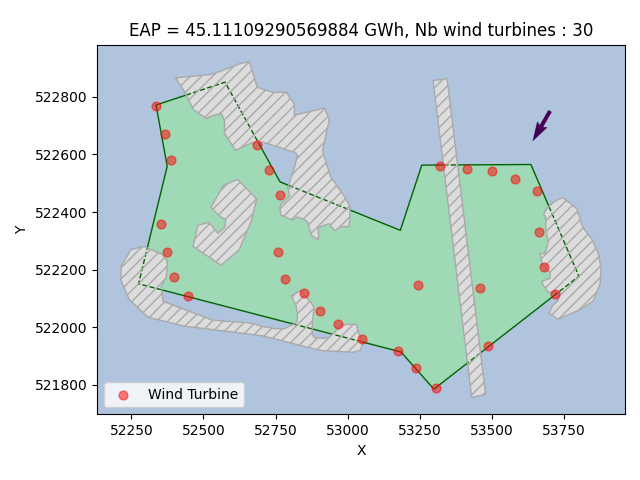 EAP = 45.11109290569884 GWh, Nb wind turbines : 30
Y
522800
522600
522400
522200
522000
521800
Wind Turbine
52250 52500 52750 53000 53250 53500 53750
X